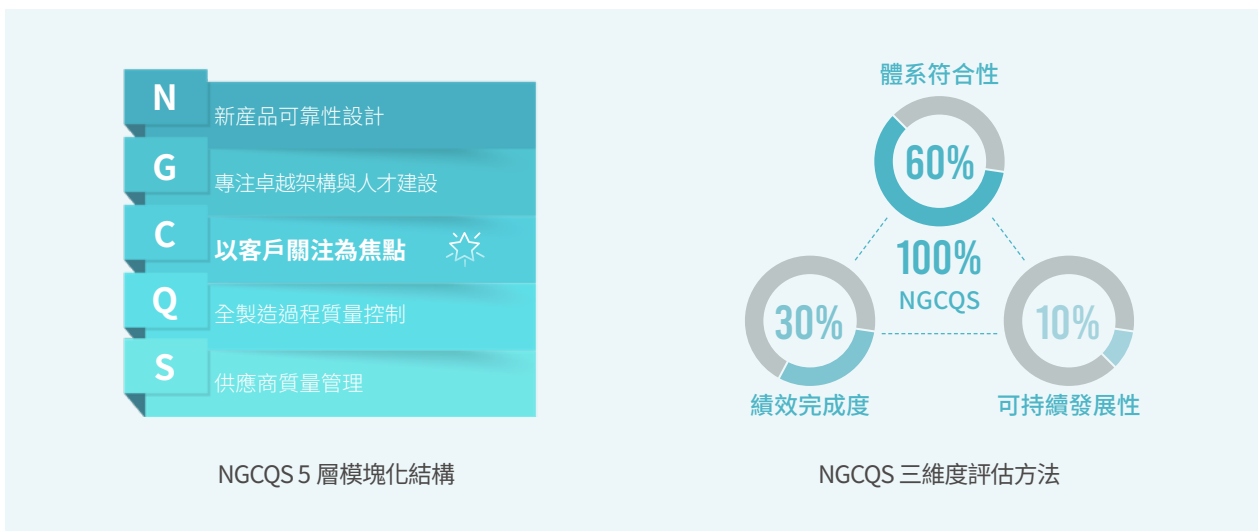 N
新産品可靠性設計
G
專注卓越架構與人才建設
C
以客戶關注為焦點
Q
全製造過程質量控制
S
供應商質量管理
NGCQS 5 層模塊化結構
體系符合性
60%
100%
NGCQS
30%
10%
績效完成度
可持續發展性
NGCQS 三維度評估方法